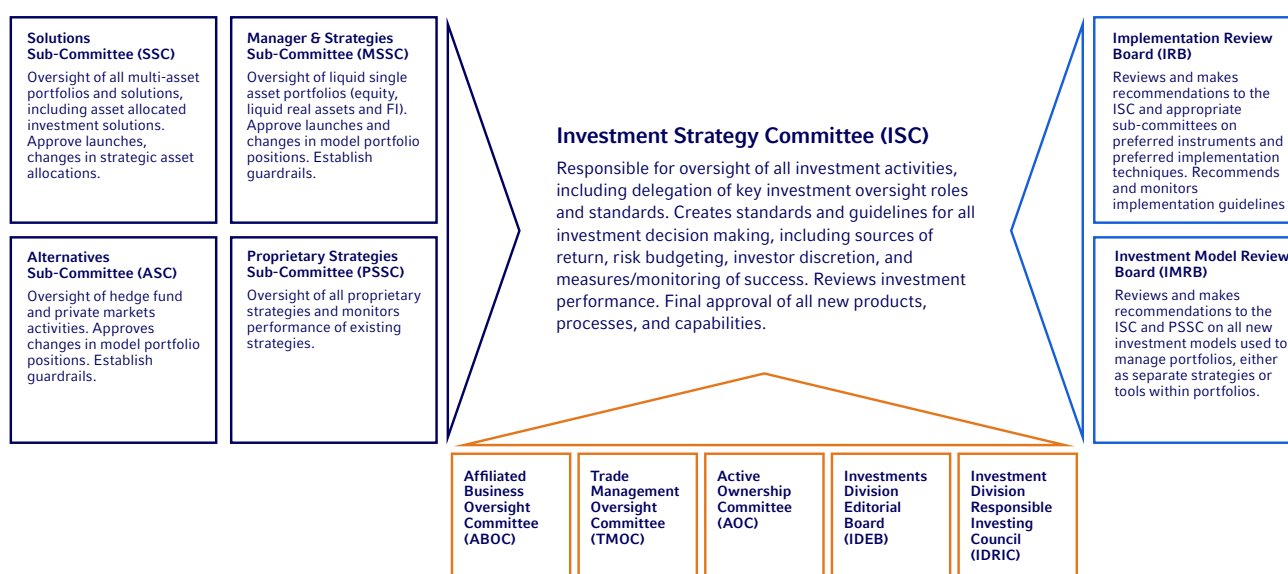 Solutions
Sub-Committee (SSC)
Oversight of all multi-asset
portfolios and solutions,
including asset allocated
investment solutions.
Approve launches,
changes in strategic asset
allocations.
Manager & Strategies
Sub-Committee (MSSC)
Oversight of liquid single
asset portfolios (equity,
liquid real assets and FI).
Approve launches and
changes in model portfolio
positions. Establish
guardrails.
Alternatives
Sub-Committee (ASC)
Oversight of hedge fund
and private markets
activities. Approves
changes in model portfolio
positions. Establish
guardrails.
Proprietary Strategies
Sub-Committee (PSSC)
Oversight of all proprietary
strategies and monitors
performance of existing
strategies.
Investment Strategy Committee (ISC)
Responsible for oversight of all investment activities,
including delegation of key investment oversight roles
and standards. Creates standards and guidelines for all
investment decision making, including sources of
return, risk budgeting, investor discretion, and
measures/monitoring of success. Reviews investment
performance. Final approval of all new products,
processes, and capabilities.
Implementation Review
Board (IRB)
Reviews and makes
recommendations to the
ISC and appropriate
sub-committees on
preferred instruments and
preferred implementation
techniques. Recommends
and monitors
implementation guidelines
Investment Model Review
Board (IMRB)
Reviews and makes
recommendations to the
ISC and PSSC on all new
investment models used to
manage portfolios, either
as separate strategies or
tools within portfolios.
Affiliated
Business
Oversight
Committee
(ABOC)
Trade
Management
Oversight
Committee
(TMOC)
Active
Ownership
Committee
(AOC)
Investments
Division
Editorial
Board
(IDEB)
Investment
Division
Responsible
Investing
Council
(IDRIC)